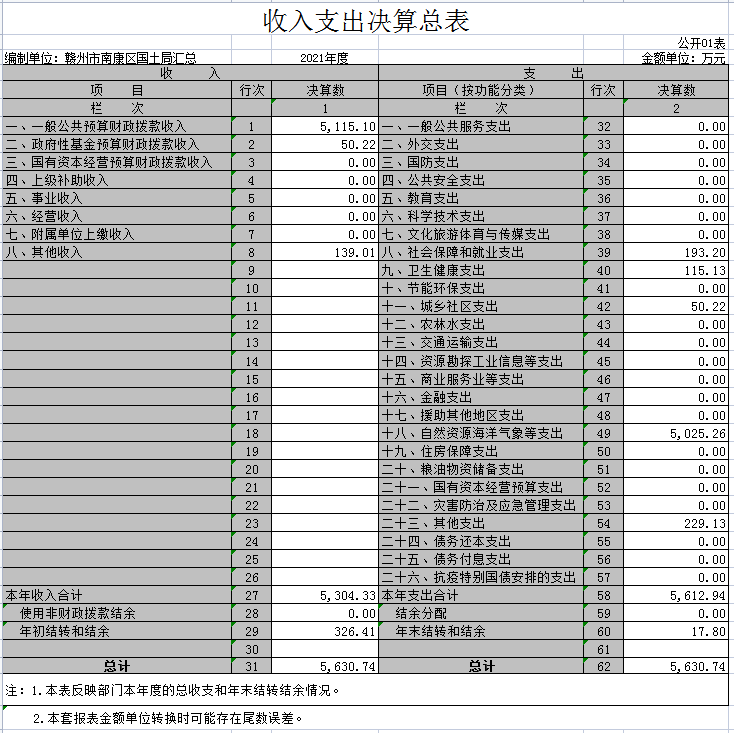 收入支出决算总表
公开01表
编制单位：赣州市南康区国土局汇总 2021年度 金额单位：万元
收 入 支 出
项 目 行次 决算数 项目（按功能分类） 行次 决算数
栏 次 1 栏 次 2
一、一般公共预算财政拨款收入 1 5,115.10 一、一般公共服务支出 32 0.00
二、政府性基金预算财政拨款收入 2 50.22 二、外交支出 33 0.00
三、国有资本经营预算财政拨款收入 3 0.00 三、国防支出 34 0.00
四、上级补助收入 4 0.00 四、公共安全支出 35 0.00
五、事业收入 5 0.00 五、教育支出 36 0.00
六、经营收入 6 0.00 六、科学技术支出 37 0.00
七、附属单位上缴收入 7 0.00 七、文化旅游体育与传媒支出 38 0.00
八、其他收入 8 139.01 八、社会保障和就业支出 39 193.20
9 九、卫生健康支出 40 115.13
10 十、节能环保支出 41 0.00
11 十一、城乡社区支出 42 50.22
12 十二、农林水支出 43 0.00
13 十三、交通运输支出 44 0.00
14 十四、资源勘探工业信息等支出 45 0.00
15 十五、商业服务业等支出 46 0.00
16 十六、金融支出 47 0.00
17 十七、援助其他地区支出 48 0.00
18 十八、自然资源海洋气象等支出 49 5,025.26
19 十九、住房保障支出 50 0.00
20 二十、粮油物资储备支出 51 0.00
21 二十一、国有资本经营预算支出 52 0.00
22 二十二、灾害防治及应急管理支出 53 0.00
23 二十三、其他支出 54 229.13
24 二十四、债务还本支出 55 0.00
25 二十五、债务付息支出 56 0.00
26 二十六、抗疫特别国债安排的支出 57 0.00
本年收入合计 27 5,304.33 本年支出合计 58 5,612.94
使用非财政拨款结余 28 0.00 结余分配 59 0.00
年初结转和结余 29 326.41 年末结转和结余 60 17.80
30 61
总计 31 5,630.74 总计 62 5,630.74
注：1.本表反映部门本年度的总收支和年末结转结余情况。
2.本套报表金额单位转换时可能存在尾数误差。